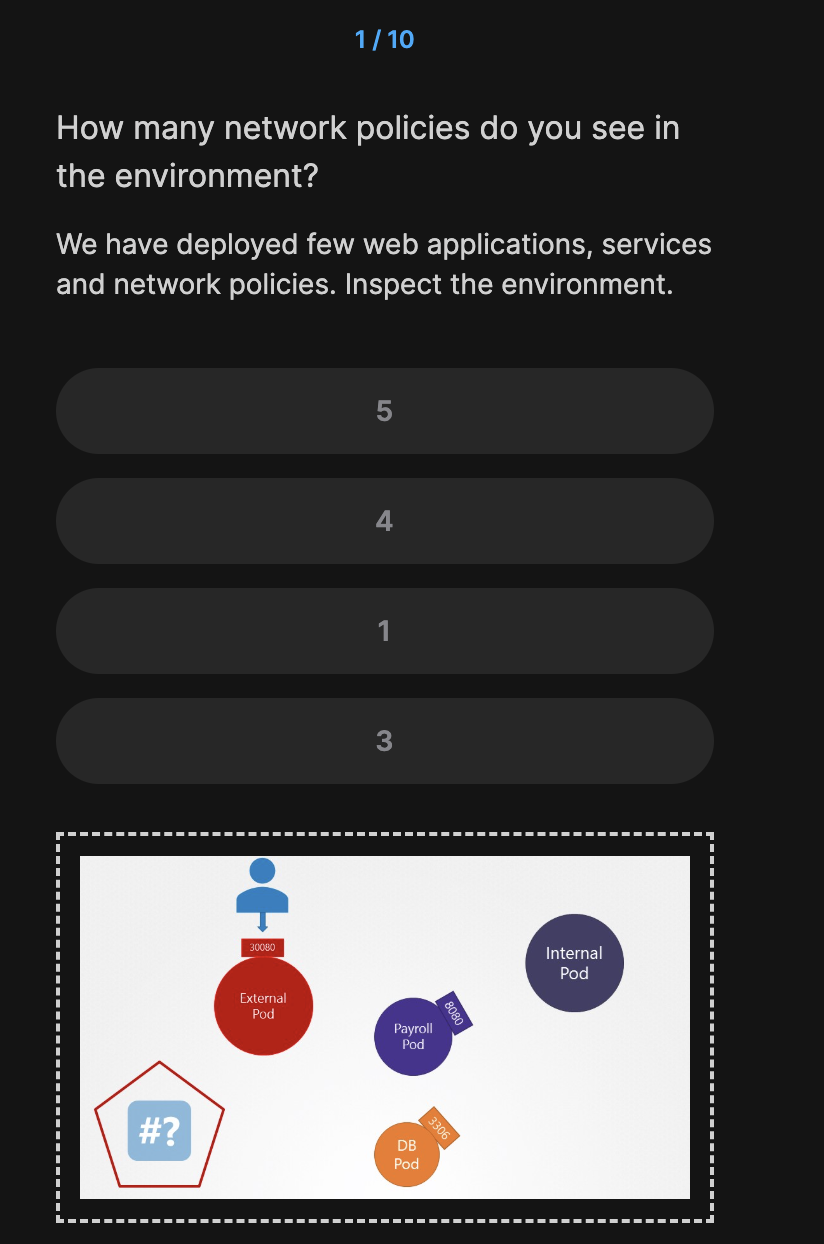 1 / 10
How many network policies do you see in
the environment?
We have deployed few web applications, services
and network policies. Inspect the environment.
5
4
1
3
30080
External
Pod
Internal
Pod
Payroll
Pod
8080
#?
DB
Pod
3306